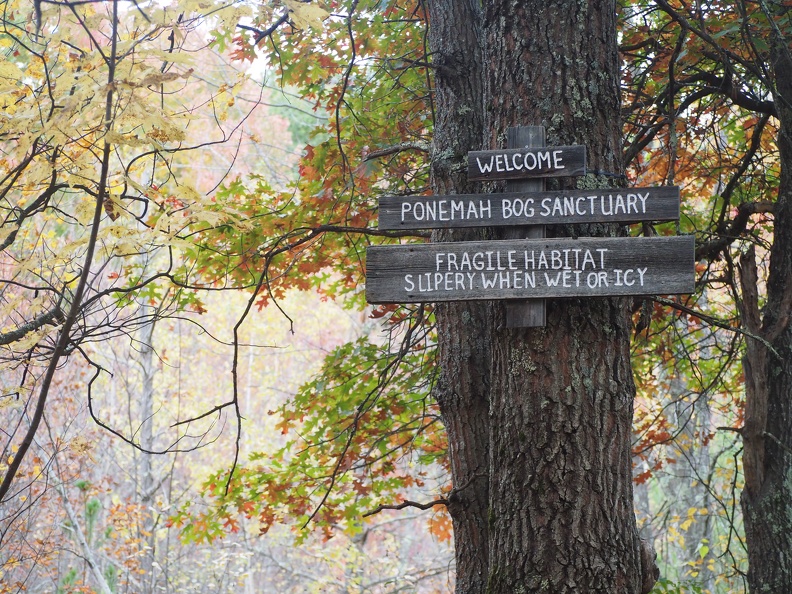 WELCOME
PONEMAH BOG SANCTUARY
FRAGILE HABITAT
SLIPERY WHEN WET OR ICY